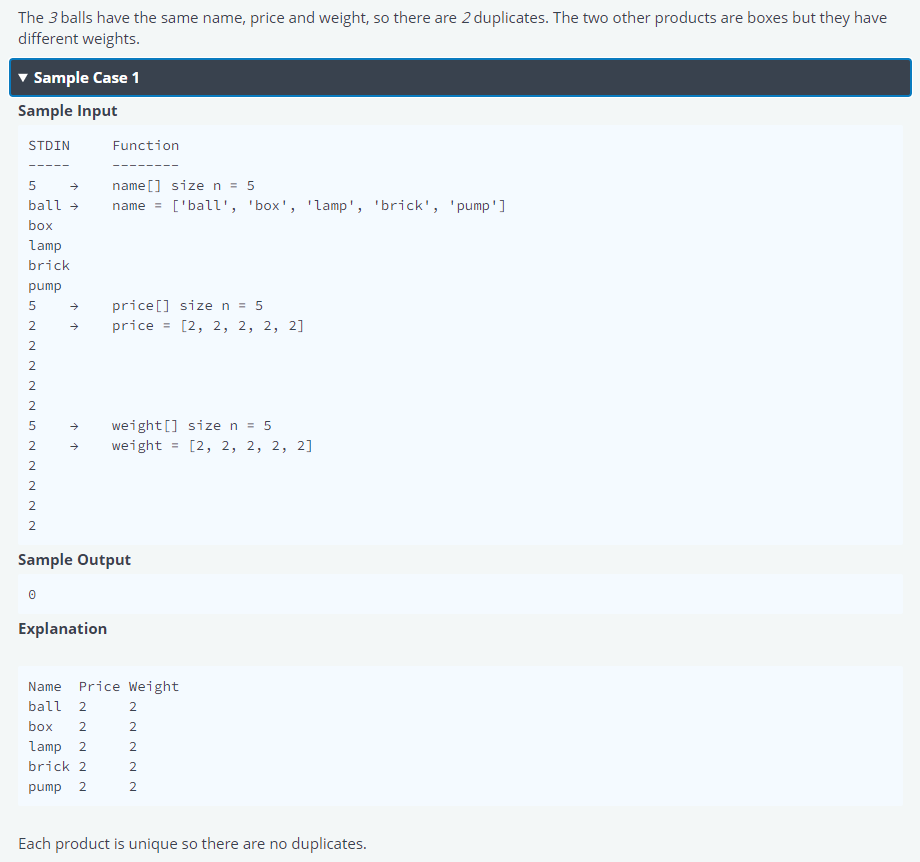 The 3 balls have the same name, price and weight, so there are 2 duplicates. The two other products are boxes but they have
different weights.
▼ Sample Case 1
Sample Input
STDIN     Function
-----     --------
5    →    name[] size n = 5
ball →    name = ['ball', 'box', 'lamp', 'brick', 'pump']
box
lamp
brick
pump
5    →    price[] size n = 5
2    →    price = [2, 2, 2, 2, 2]
2
2
2
2
5    →    weight[] size n = 5
2    →    weight = [2, 2, 2, 2, 2]
2
2
2
2
Sample Output
0
Explanation
Name  Price Weight
ball  2     2
box   2     2
lamp  2     2
brick 2     2
pump  2     2
Each product is unique so there are no duplicates.